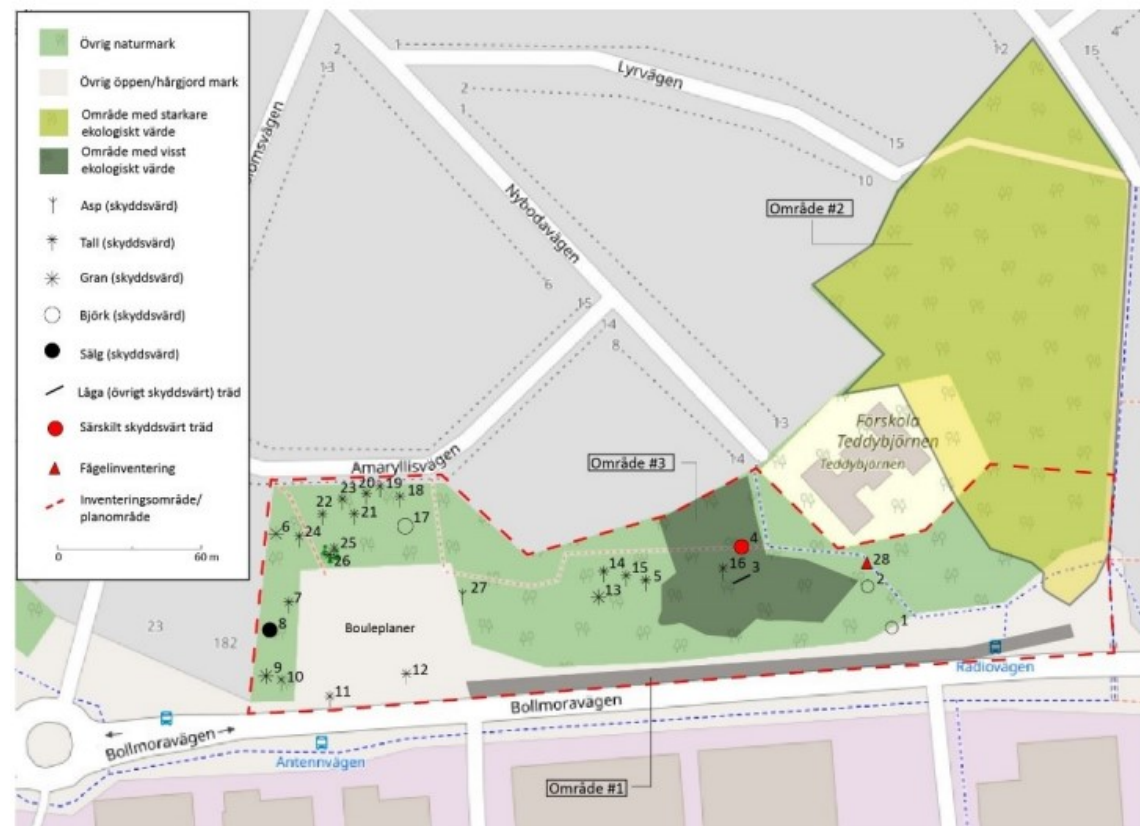 Övrig naturmark
Övrig öppen/hårgjord mark
Område med starkare
ekologiskt värde
Område med visst
ekologiskt värde
Asp (skyddsvärd)
Tall (skyddsvärd)
Gran (skyddsvärd)
Björk (skyddsvärd)
Sälg (skyddsvärd)
Låga (övrigt skyddsvärt) träd
Särskilt skyddsvärt träd
Fågelinventering
Inventeringsområde/
planområde
0 60 m
2
13
1
2
1
Lyrvägen
12
4
15
15
10
Nybodavägen
Område #2
6
15
14
8
13
14
Förskola
Teddybjörnen
Teddybjörnen
Område #3
Amaryllisvägen
20 19
23 18
22 21
17
6 24
25
26
4
28
14 15 5 16 3
2
27
13
7
1
8
Bouleplaner
23
182
9
10
12
11
Radiovägen
Bollmoravägen
Bollmoravägen
Antennvägen
Område #1